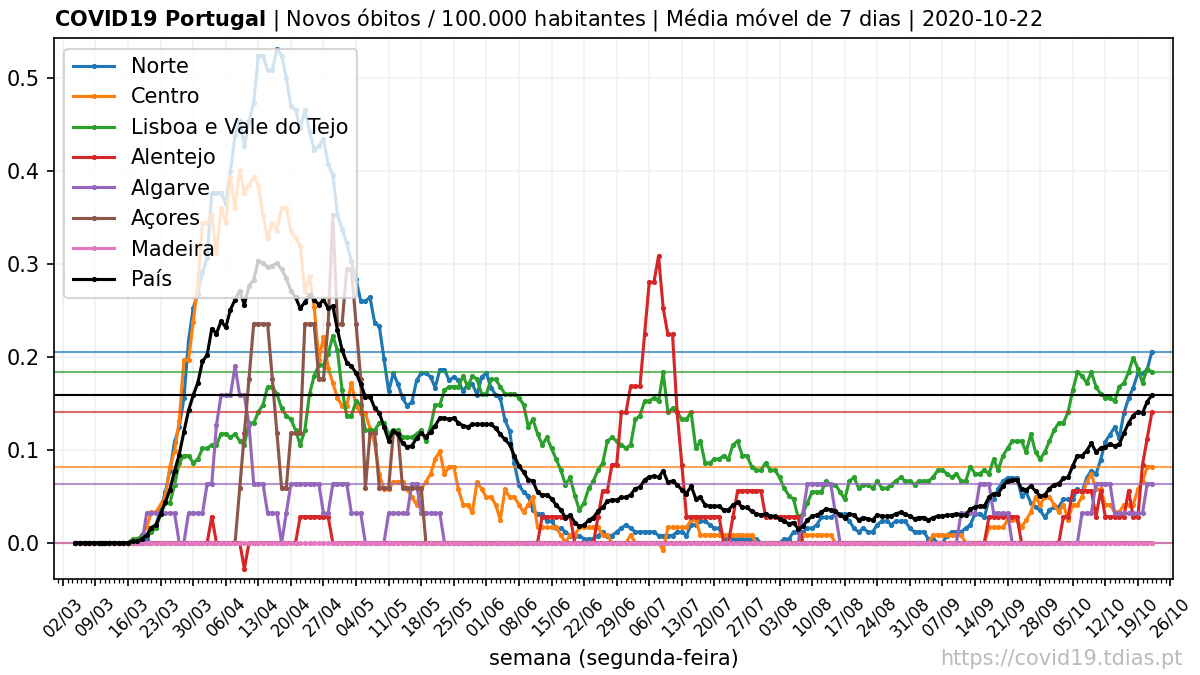 COVID19 Portugal | Novos óbitos / 100.000 habitantes | Média móvel de 7 dias | 2020-10-22
0.5
0.4
0.3
0.2
0.1
0.0
Norte
Centro
Lisboa e Vale do Tejo
Alentejo
Algarve
Açores
Madeira
País
02/03 09/03 16/03 23/03 30/03 06/04 13/04 20/04 27/04 04/05 11/05 18/05 25/05 01/06 08/06 15/06 22/06 29/06 06/07 13/07 20/07 27/07 03/08 10/08 17/08 24/08 31/08 07/09 14/09 21/09 28/09 05/10 12/10 19/10 26/10
semana (segunda-feira)
https://covid19.tdias.pt